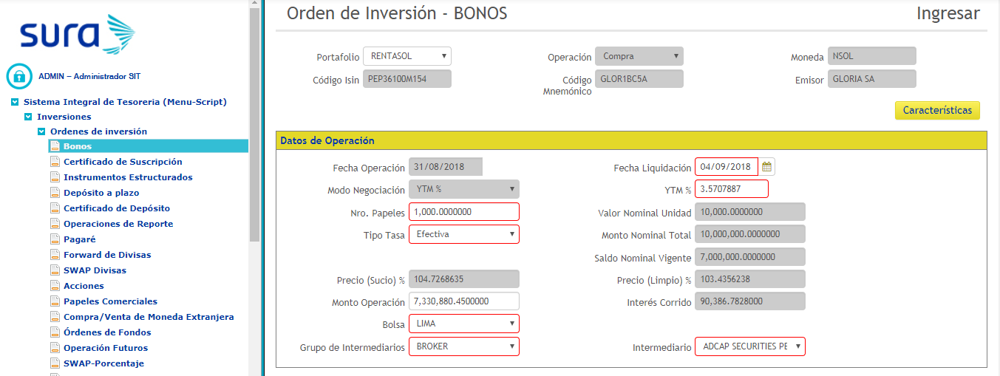 sura
ADMIN – Administrador SIT
Sistema Integral de Tesoreria (Menu-Script)
Inversiones
Ordenes de inversión
Bonos
Certificado de Suscripción
Instrumentos Estructurados
Depósito a plazo
Certificado de Depósito
Operaciones de Reporte
Pagaré
Forward de Divisas
SWAP Divisas
Acciones
Papeles Comerciales
Compra/Venta de Moneda Extranjera
Órdenes de Fondos
Operación Futuros
SWAP-Porcentaje
Orden de Inversión - BONOS Ingresar
Portafolio RENTASOL Operación Compra Moneda NSOL
Código Isin PEP36100M154 Código Mnemónico GLOR1BC5A Emisor GLORIA SA
Características
Datos de Operación
Fecha Operación 31/08/2018 Fecha Liquidación 04/09/2018
Modo Negociación YTM % YTM % 3.5707887
Nro. Papeles 1,000.0000000 Valor Nominal Unidad 10,000.0000000
Tipo Tasa Efectiva Monto Nominal Total 10,000,000.0000000
Saldo Nominal Vigente 7,000,000.0000000
Precio (Sucio) % 104.7268635 Precio (Limpio) % 103.4356238
Monto Operación 7,330,880.4500000 Interés Corrido 90,386.7828000
Bolsa LIMA
Grupo de Intermediarios BROKER Intermediario ADCAP SECURITIES PE